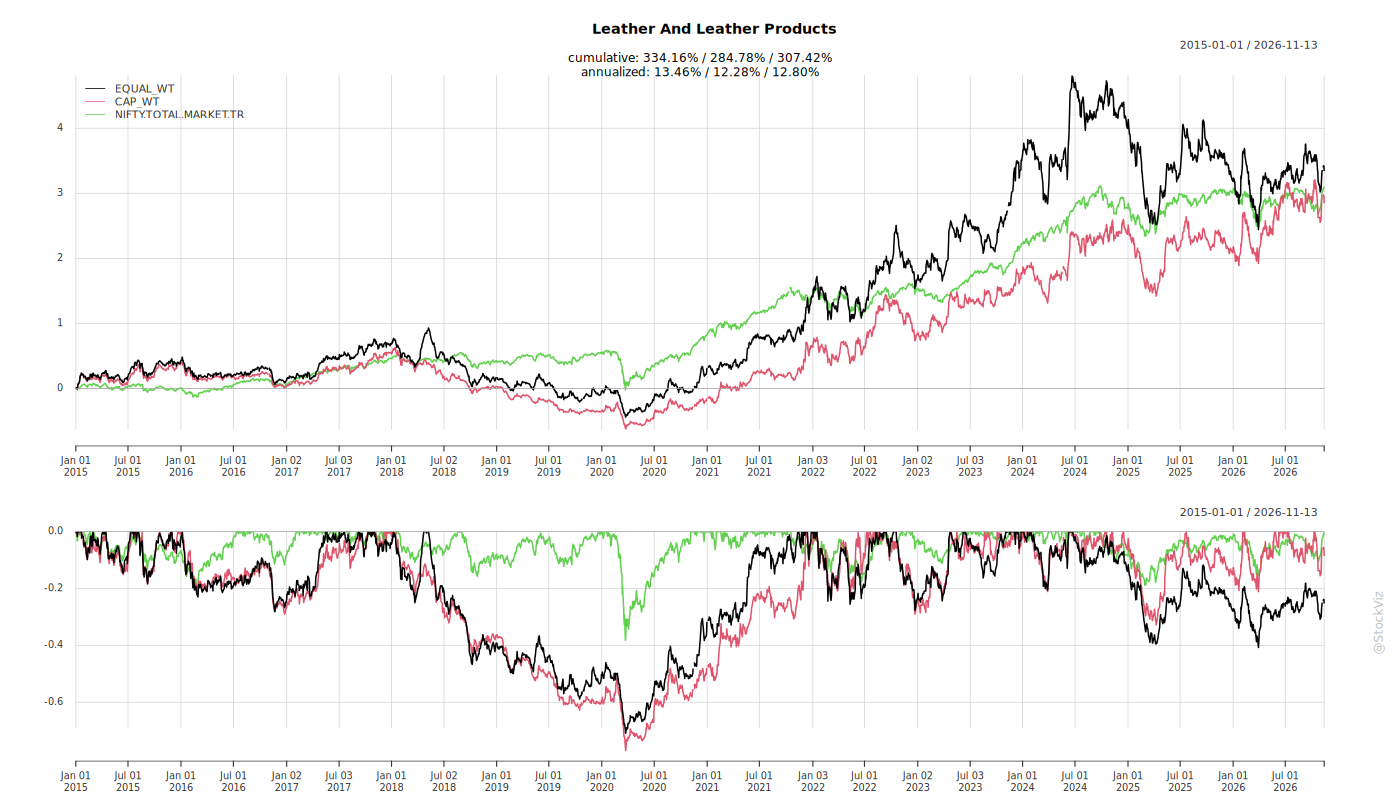 Leather And Leather Products
2015-01-01 / 2026-11-13
cumulative: 334.16% / 284.78% / 307.42%
annualized: 13.46% / 12.28% / 12.80%
EQUAL_WT
CAP_WT
NIFTY.TOTAL.MARKET.TR
4
3
2
1
0
Jan 01 Jul 01 Jan 01 Jul 01 Jan 02 Jul 03 Jan 01 Jul 02 Jan 01 Jul 01 Jan 01 Jul 01 Jan 01 Jul 01 Jan 03 Jul 01 Jan 02 Jul 03 Jan 01 Jul 01 Jan 01 Jul 01 Jan 01 Jul 01
2015 2015 2016 2016 2017 2017 2018 2018 2019 2019 2020 2020 2021 2021 2022 2022 2023 2023 2024 2024 2025 2025 2026 2026
2015-01-01 / 2026-11-13
0.0
-0.2
-0.4
-0.6
Jan 01 Jul 01 Jan 01 Jul 01 Jan 02 Jul 03 Jan 01 Jul 02 Jan 01 Jul 01 Jan 01 Jul 01 Jan 01 Jul 01 Jan 03 Jul 01 Jan 02 Jul 03 Jan 01 Jul 01 Jan 01 Jul 01 Jan 01 Jul 01
2015 2015 2016 2016 2017 2017 2018 2018 2019 2019 2020 2020 2021 2021 2022 2022 2023 2023 2024 2024 2025 2025 2026 2026
@StockViz